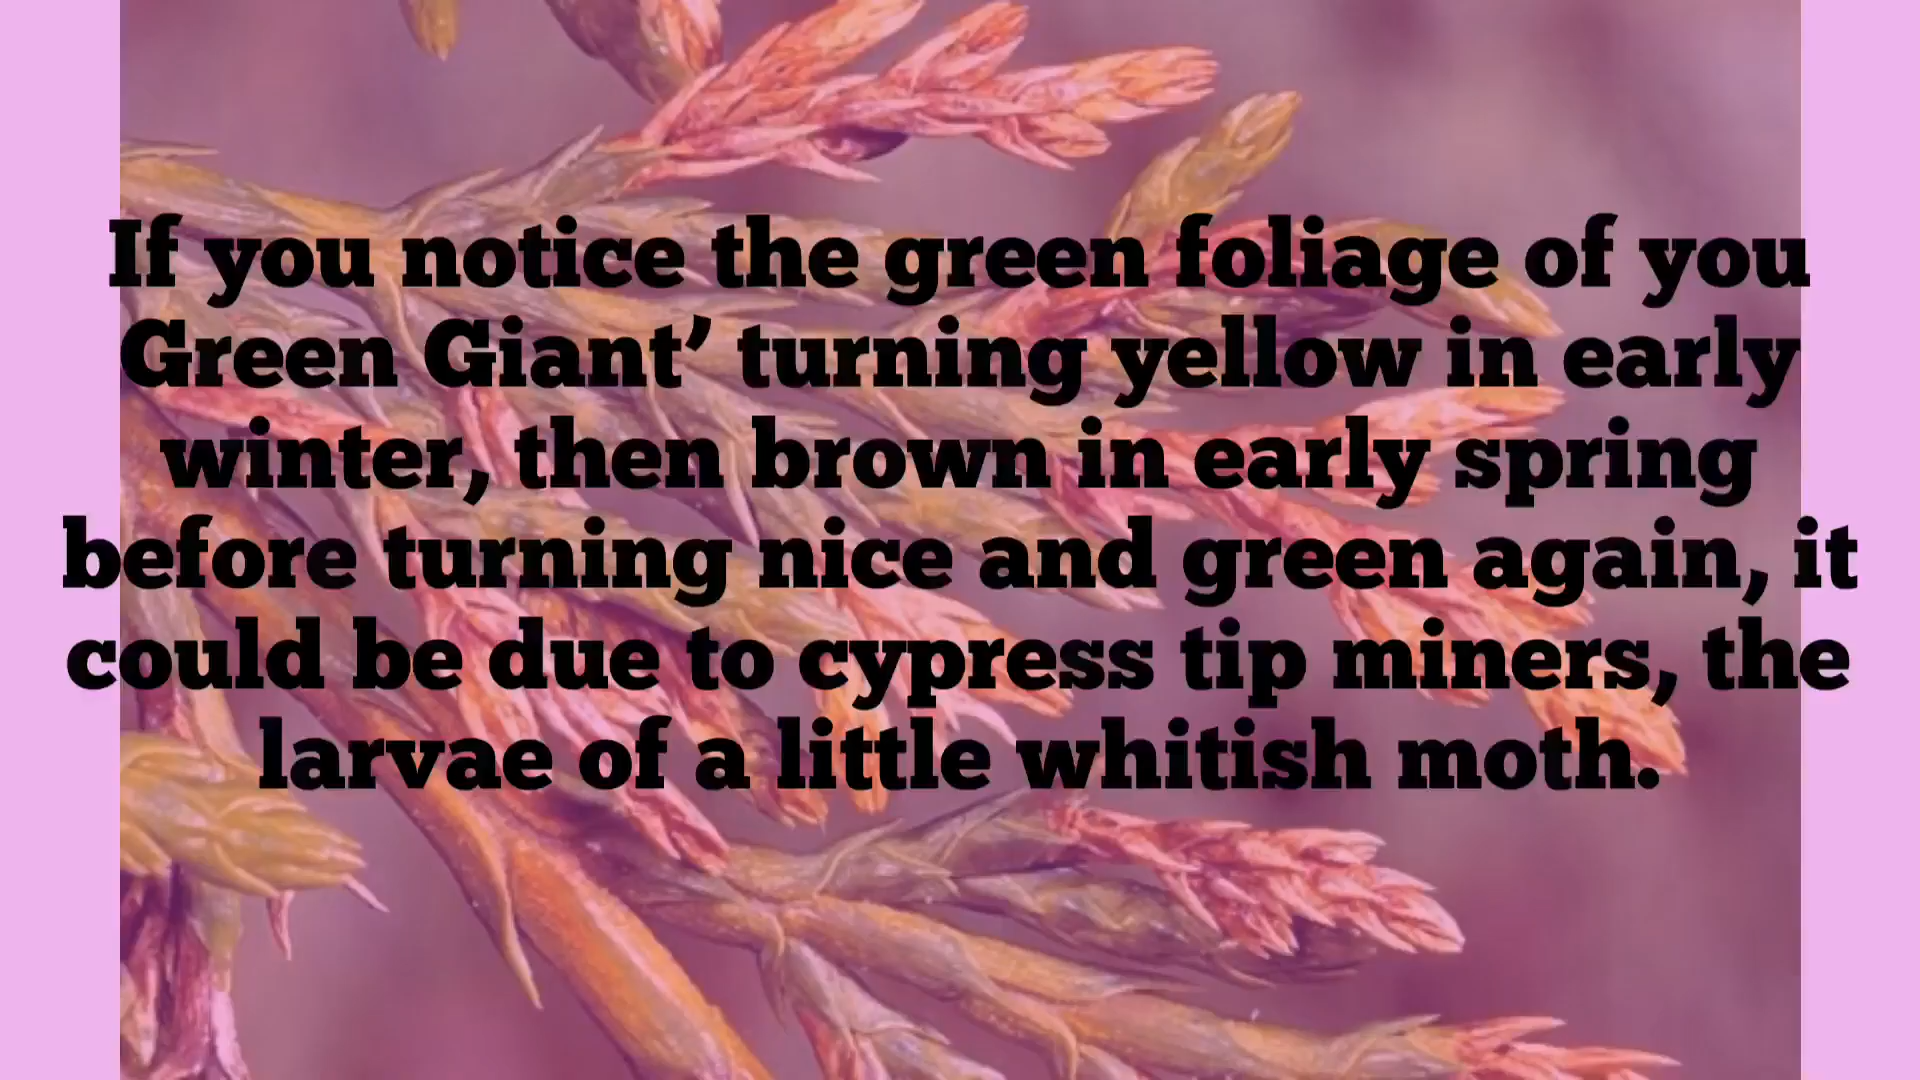 If you notice the green foliage of you
Green Giant’ turning yellow in early
winter, then brown in early spring
before turning nice and green again, it
could be due to cypress tip miners, the
larvae of a little whitish moth.